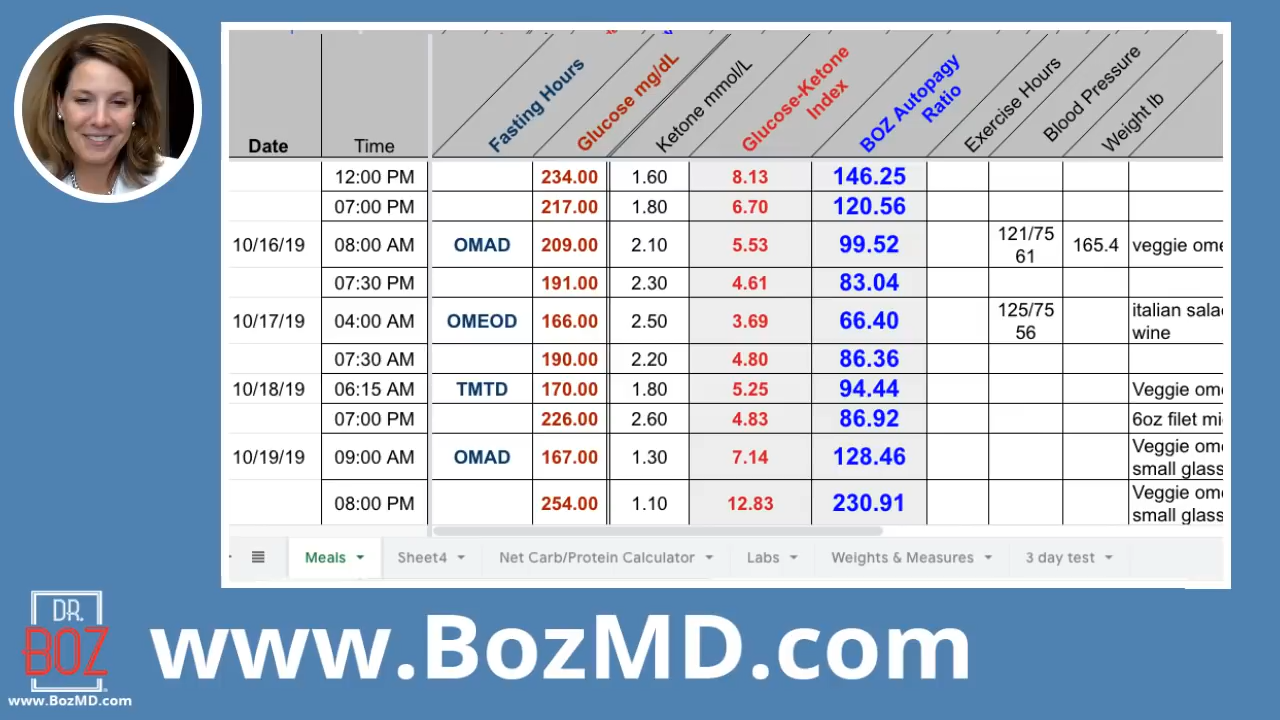 Date
Time
Fasting Hours
Glucose mg/dL
Ketone mmol/L
Glucose-Ketone
Index
BOZ Autopagy
Ratio
Exercise Hours
Blood Pressure
Weight lb
12:00 PM 234.00 1.60 8.13 146.25
07:00 PM 217.00 1.80 6.70 120.56
10/16/19 08:00 AM OMAD 209.00 2.10 5.53 99.52 121/75 61 165.4 veggie ome
07:30 PM 191.00 2.30 4.61 83.04
10/17/19 04:00 AM OMEOD 166.00 2.50 3.69 66.40 125/75 56 italian sala wine
07:30 AM 190.00 2.20 4.80 86.36
10/18/19 06:15 AM TMTD 170.00 1.80 5.25 94.44 Veggie ome
07:00 PM 226.00 2.60 4.83 86.92 6oz filet mi
10/19/19 09:00 AM OMAD 167.00 1.30 7.14 128.46 Veggie ome small glass
08:00 PM 254.00 1.10 12.83 230.91 Veggie ome small glass
Meals Sheet4 Net Carb/Protein Calculator Labs Weights & Measures 3 day test
DR.
BOZ
www.BozMD.com
www.BozMD.com